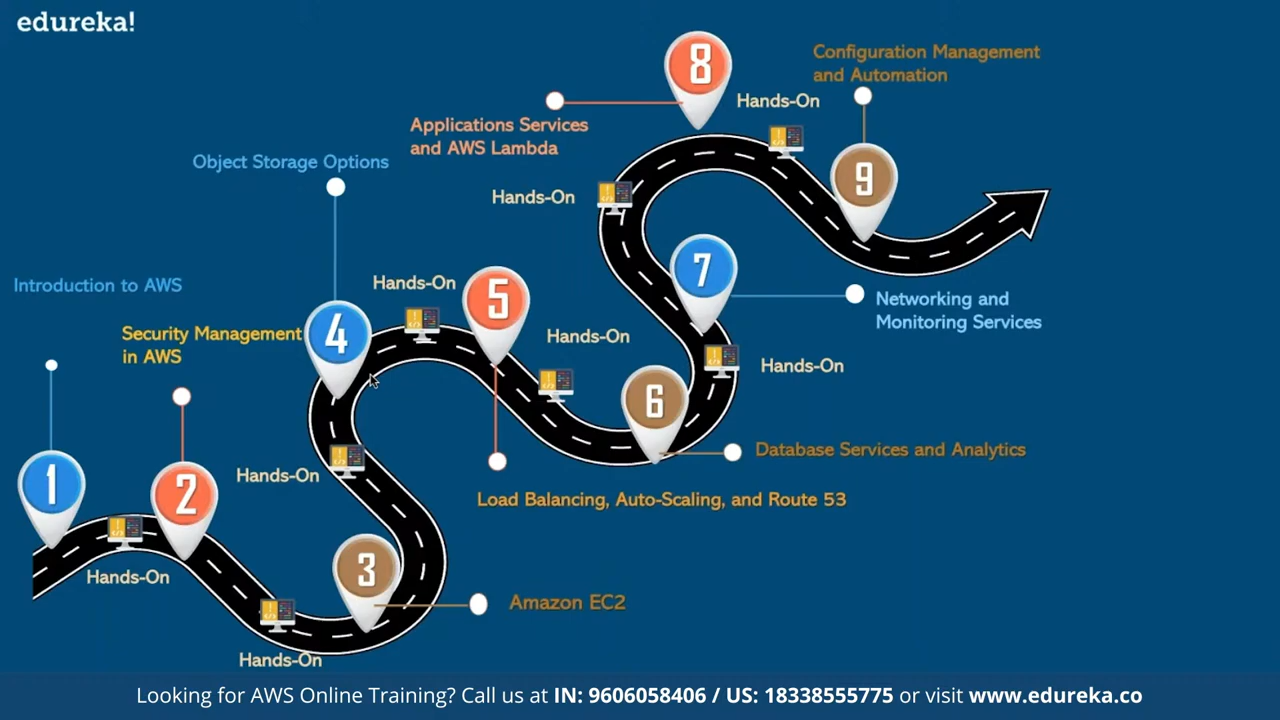 edureka!
1
Introduction to AWS
Hands-On
2
Security Management
in AWS
Hands-On
3
Amazon EC2
Hands-On
4
Object Storage Options
Hands-On
5
Load Balancing, Auto-Scaling, and Route 53
Hands-On
6
Database Services and Analytics
Hands-On
7
Networking and
Monitoring Services
Hands-On
8
Applications Services
and AWS Lambda
Hands-On
9
Configuration Management
and Automation
Looking for AWS Online Training? Call us at IN: 9606058406 / US: 18338555775 or visit www.edureka.co